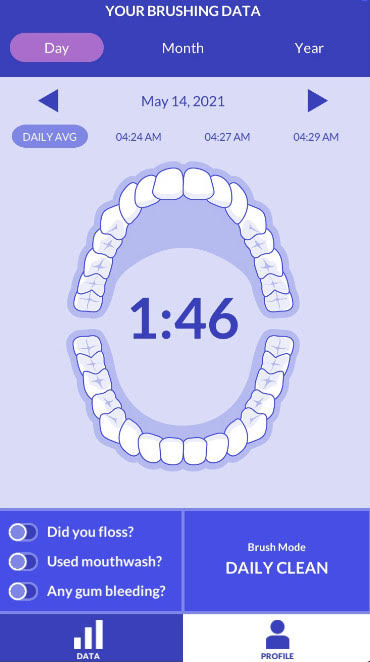 YOUR BRUSHING DATA
Day Month Year
May 14, 2021
DAILY AVG 04:24 AM 04:27 AM 04:29 AM
1:46
Did you floss?
Used mouthwash?
Any gum bleeding?
Brush Mode
DAILY CLEAN
DATA PROFILE